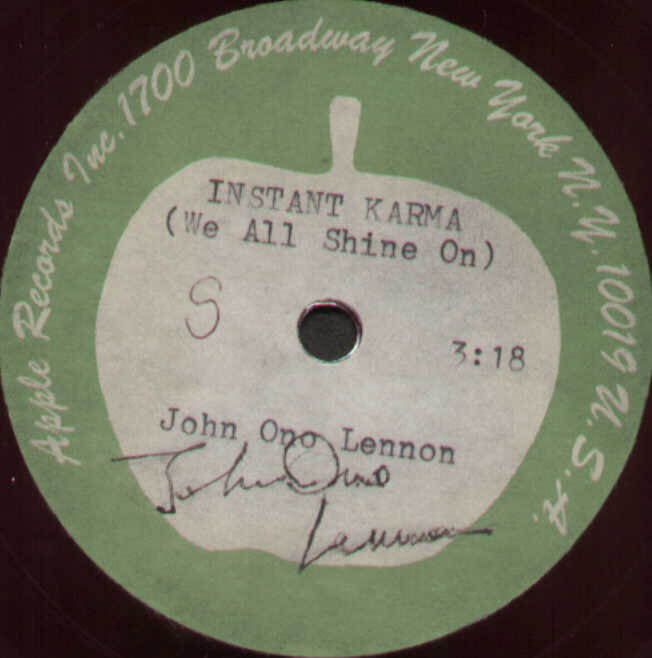 Apple Records Inc. 1700 Broadway New York N.Y. 10019 U.S.A.
INSTANT KARMA
(We All Shine On)
S
3:18
John Ono Lennon
John Ono
Lennon